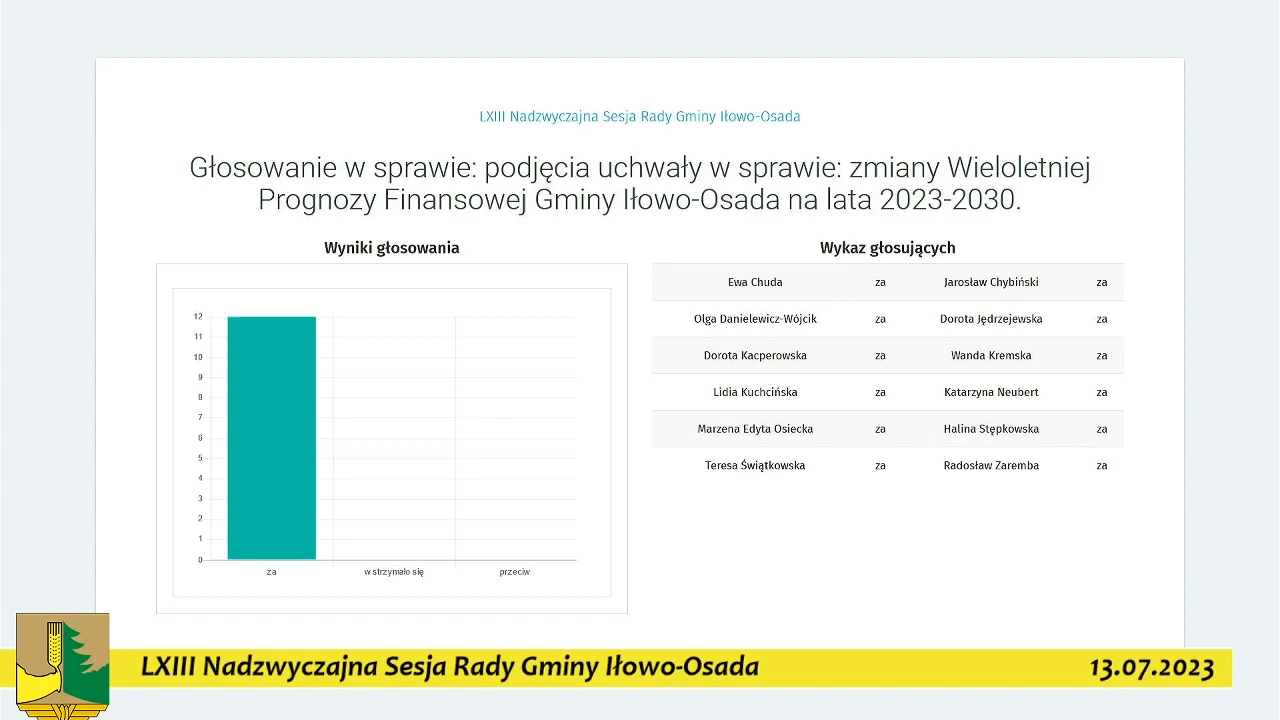 LXIII Nadzwyczajna Sesja Rady Gminy Iłowo-Osada
Głosowanie w sprawie: podjęcia uchwały w sprawie: zmiany Wieloletniej
Prognozy Finansowej Gminy Iłowo-Osada na lata 2023-2030.
Wyniki głosowania
12
11
10
9
8
7
6
5
4
3
2
1
0
za
wstrzymało się
przeciw
Wykaz głosujących
Ewa Chuda za Jarosław Chybiński za
Olga Danielewicz-Wójcik za Dorota Jędrzejewska za
Dorota Kacperowska za Wanda Kremska za
Lidia Kuchcińska za Katarzyna Neubert za
Marzena Edyta Osiecka za Halina Stępkowska za
Teresa Świątkowska za Radosław Zaremba za
LXIII Nadzwyczajna Sesja Rady Gminy Iłowo-Osada
13.07.2023